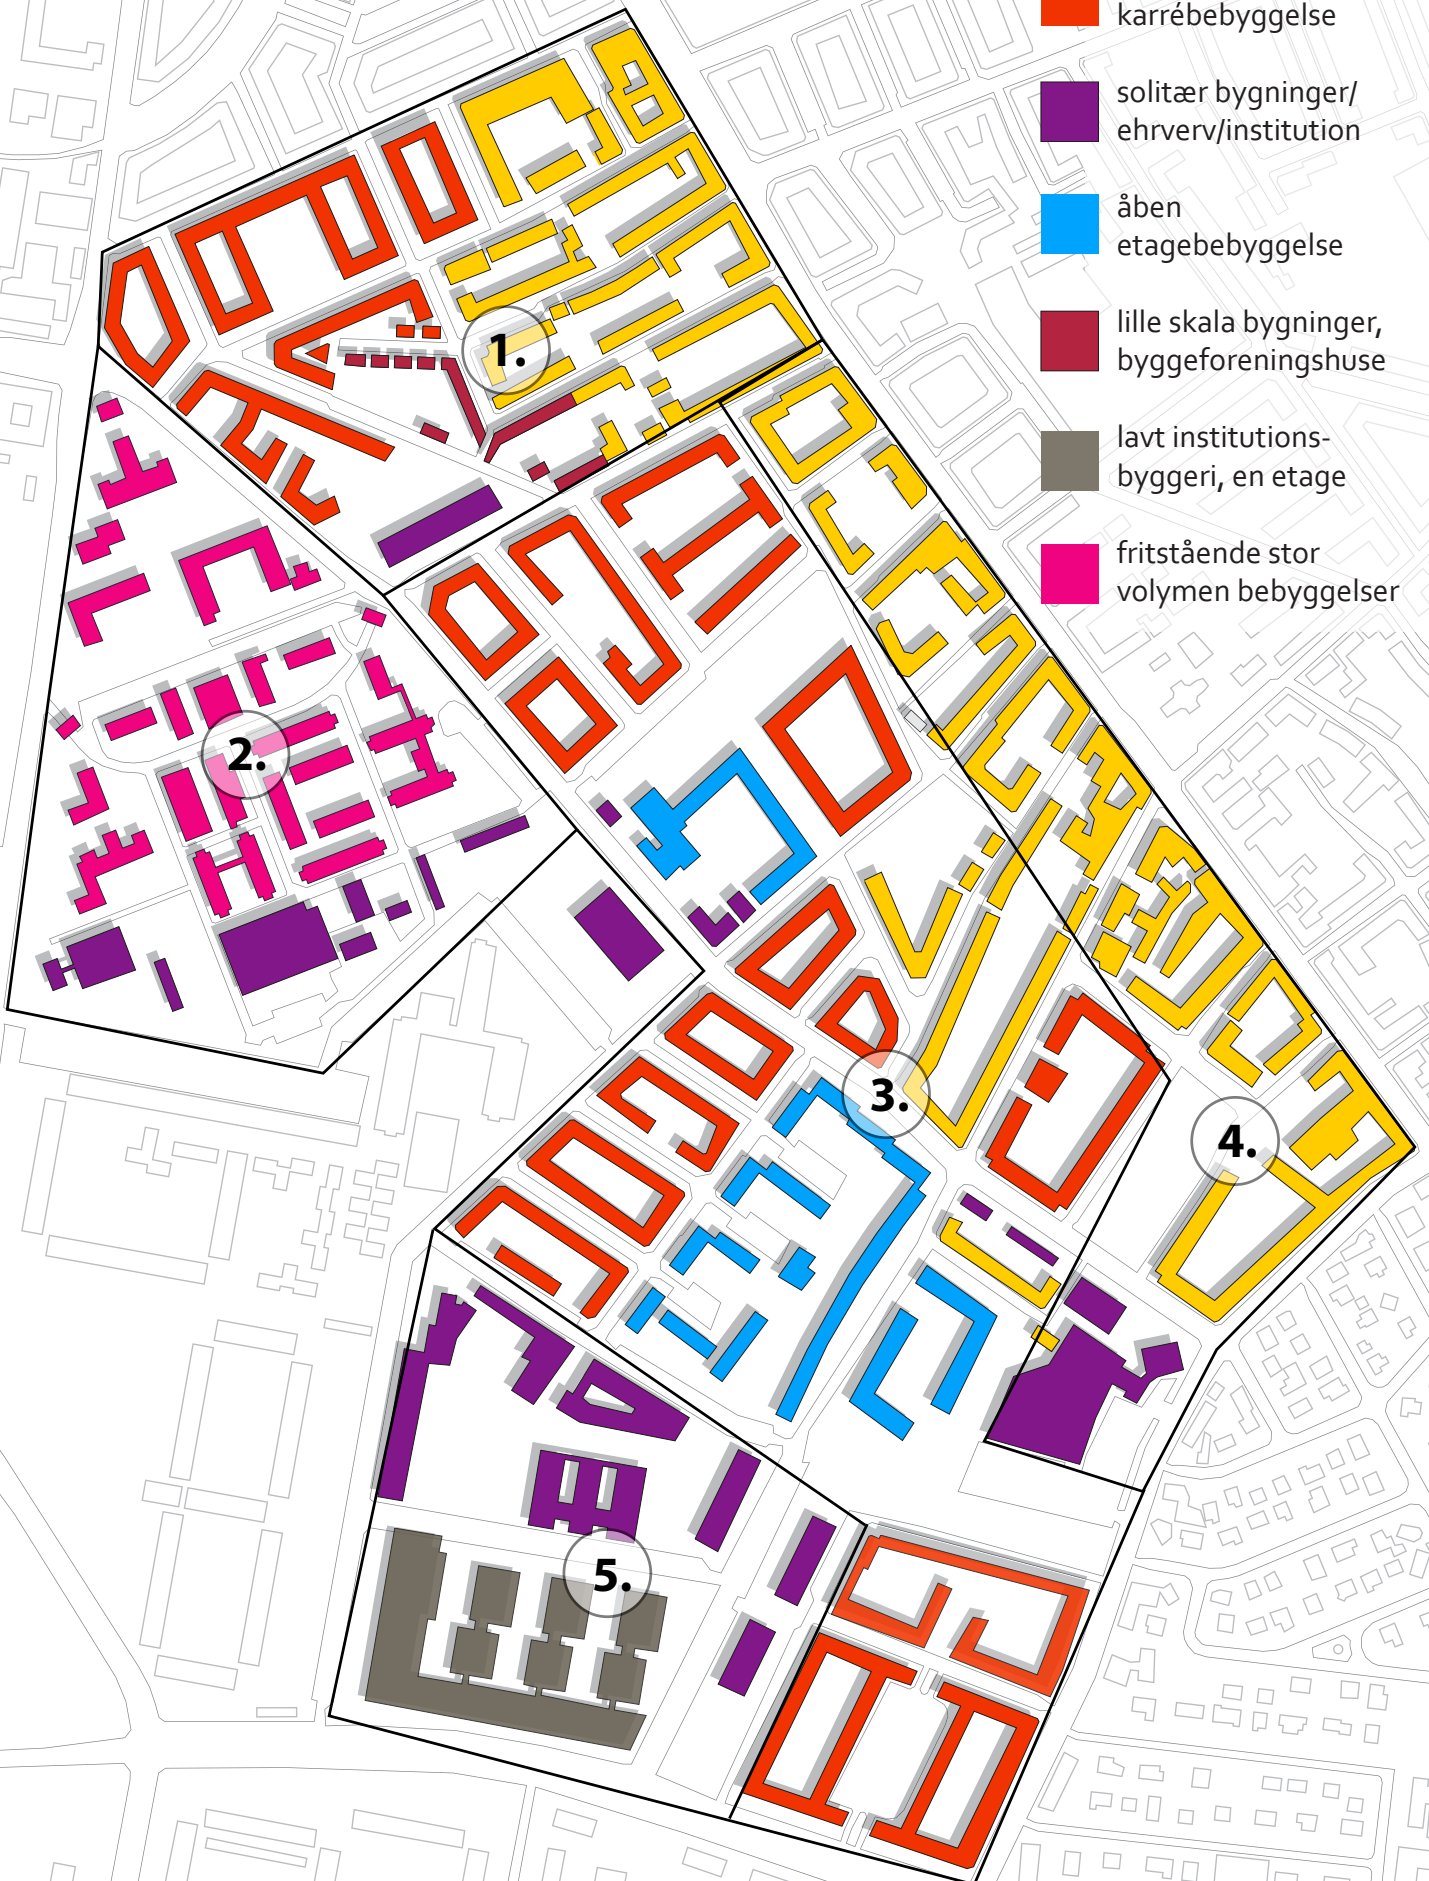 karrébebyggelse
solitær bygninger/
ehrverv/institution
åben
etagebebyggelse
lille skala bygninger,
byggeforeningshuse
lavt institutions-
byggeri, en etage
fritstående stor
volymen bebyggelser
1.
2.
3.
4.
5.